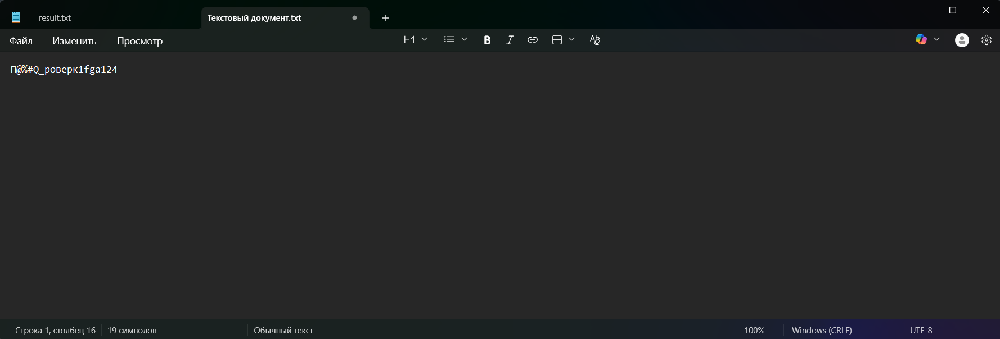 result.txt
Текстовый документ.txt
Файл Изменить Просмотр H1
П@%#Q_роверк1fga124
Строка 1, столбец 16 19 символов Обычный текст 100% Windows (CRLF) UTF-8